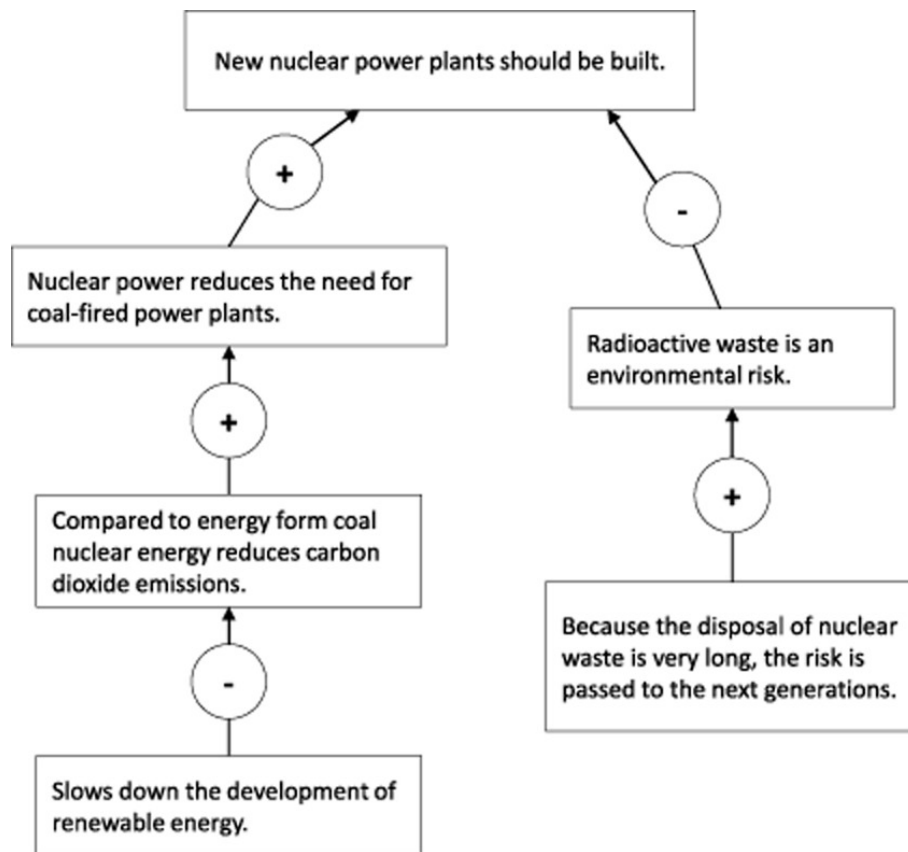 New nuclear power plants should be built.
+
-
Nuclear power reduces the need for
coal-fired power plants.
Radioactive waste is an
environmental risk.
+
+
Compared to energy form coal
nuclear energy reduces carbon
dioxide emissions.
Because the disposal of nuclear
waste is very long, the risk is
passed to the next generations.
-
Slows down the development of
renewable energy.